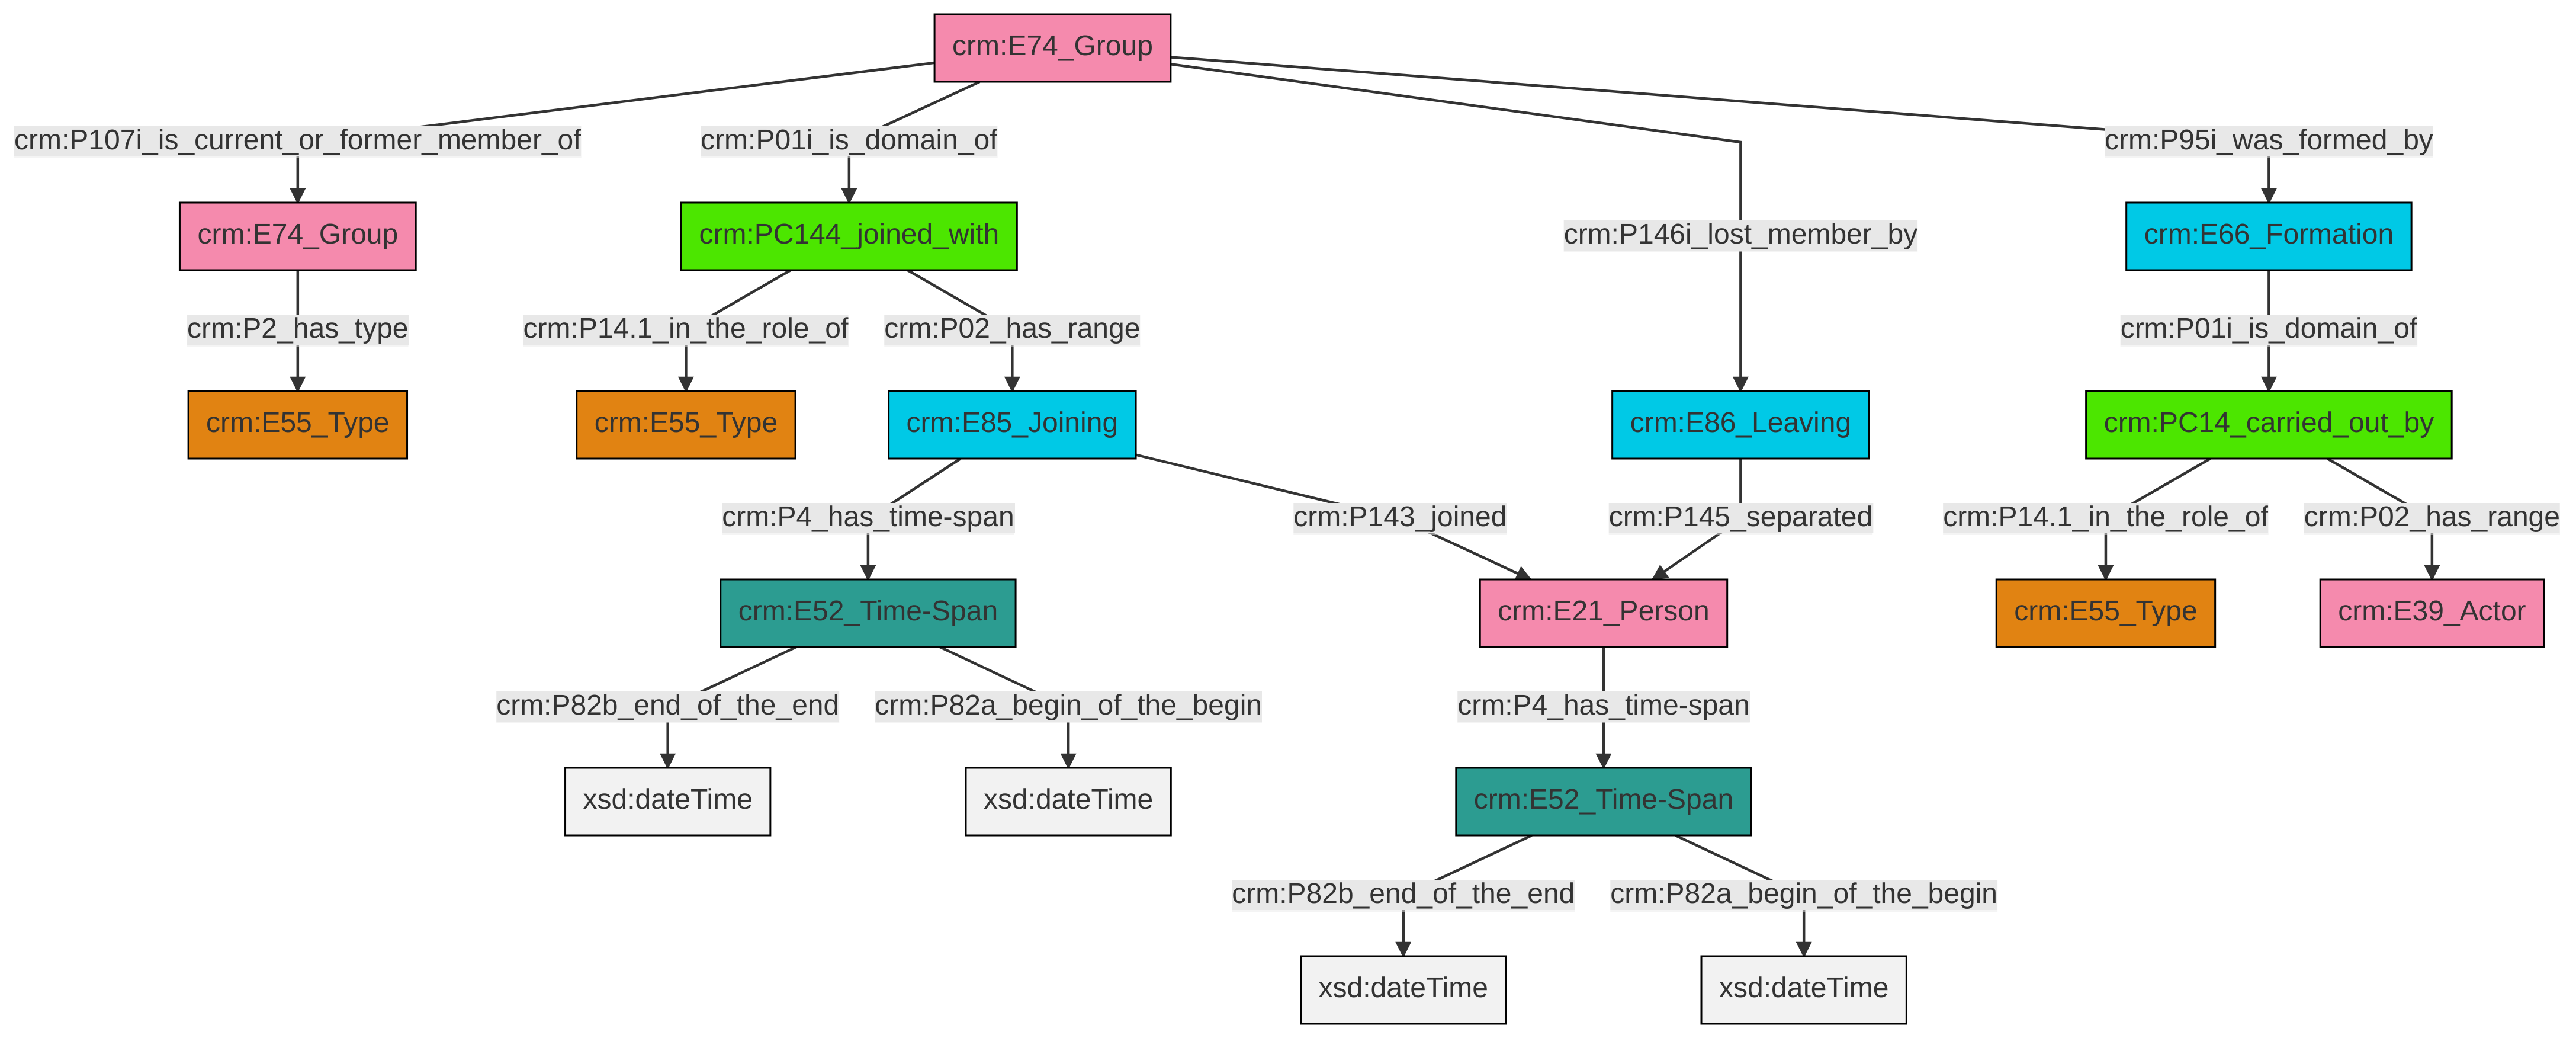 crm:E74_Group
crm:P107i_is_current_or_former_member_of
crm:P01i_is_domain_of
crm:P95i_was_formed_by
crm:E74_Group
crm:PC144_joined_with
crm:P146i_lost_member_by
crm:E66_Formation
crm:P2_has_type
crm:P14.1_in_the_role_of
crm:P02_has_range
crm:P01i_is_domain_of
crm:E55_Type
crm:E55_Type
crm:E85_Joining
crm:E86_Leaving
crm:PC14_carried_out_by
crm:P4_has_time-span
crm:P143_joined
crm:P145_separated
crm:P14.1_in_the_role_of
crm:P02_has_range
crm:E52_Time-Span
crm:E21_Person
crm:E55_Type
crm:E39_Actor
crm:P82b_end_of_the_end
crm:P82a_begin_of_the_begin
crm:P4_has_time-span
xsd:dateTime
xsd:dateTime
crm:E52_Time-Span
crm:P82b_end_of_the_end
crm:P82a_begin_of_the_begin
xsd:dateTime
xsd:dateTime